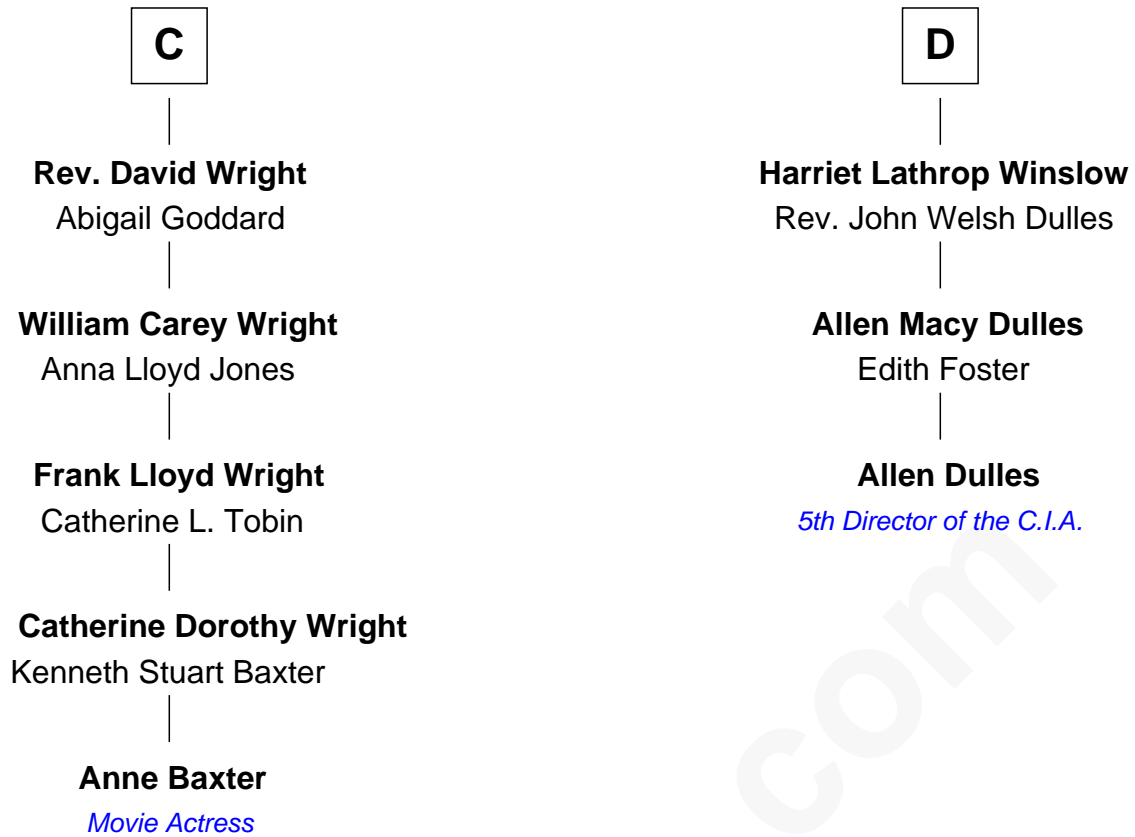 C
Rev. David Wright
Abigail Goddard
William Carey Wright
Anna Lloyd Jones
Frank Lloyd Wright
Catherine L. Tobin
Catherine Dorothy Wright
Kenneth Stuart Baxter
Anne Baxter
Movie Actress
D
Harriet Lathrop Winslow
Rev. John Welsh Dulles
Allen Macy Dulles
Edith Foster
Allen Dulles
5th Director of the C.I.A.
com